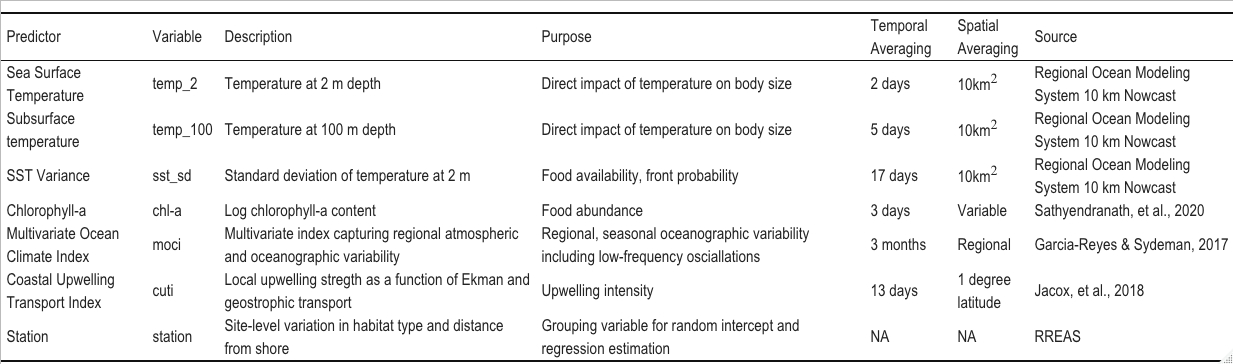 Predictor Variable Description Purpose Temporal Averaging Spatial Averaging Source
Sea Surface Temperature temp_2 Temperature at 2 m depth Direct impact of temperature on body size 2 days 10km² Regional Ocean Modeling System 10 km Nowcast
Subsurface temperature temp_100 Temperature at 100 m depth Direct impact of temperature on body size 5 days 10km² Regional Ocean Modeling System 10 km Nowcast
SST Variance sst_sd Standard deviation of temperature at 2 m Food availability, front probability 17 days 10km² Regional Ocean Modeling System 10 km Nowcast
Chlorophyll-a chl-a Log chlorophyll-a content Food abundance 3 days Variable Sathyendranath, et al., 2020
Multivariate Ocean Climate Index moci Multivariate index capturing regional atmospheric and oceanographic variability Regional, seasonal oceanographic variability including low-frequency osciallations 3 months Regional Garcia-Reyes & Sydeman, 2017
Coastal Upwelling Transport Index cuti Local upwelling stregth as a function of Ekman and geostrophic transport Upwelling intensity 13 days 1 degree latitude Jacox, et al., 2018
Station station Site-level variation in habitat type and distance from shore Grouping variable for random intercept and regression estimation NA NA RREAS